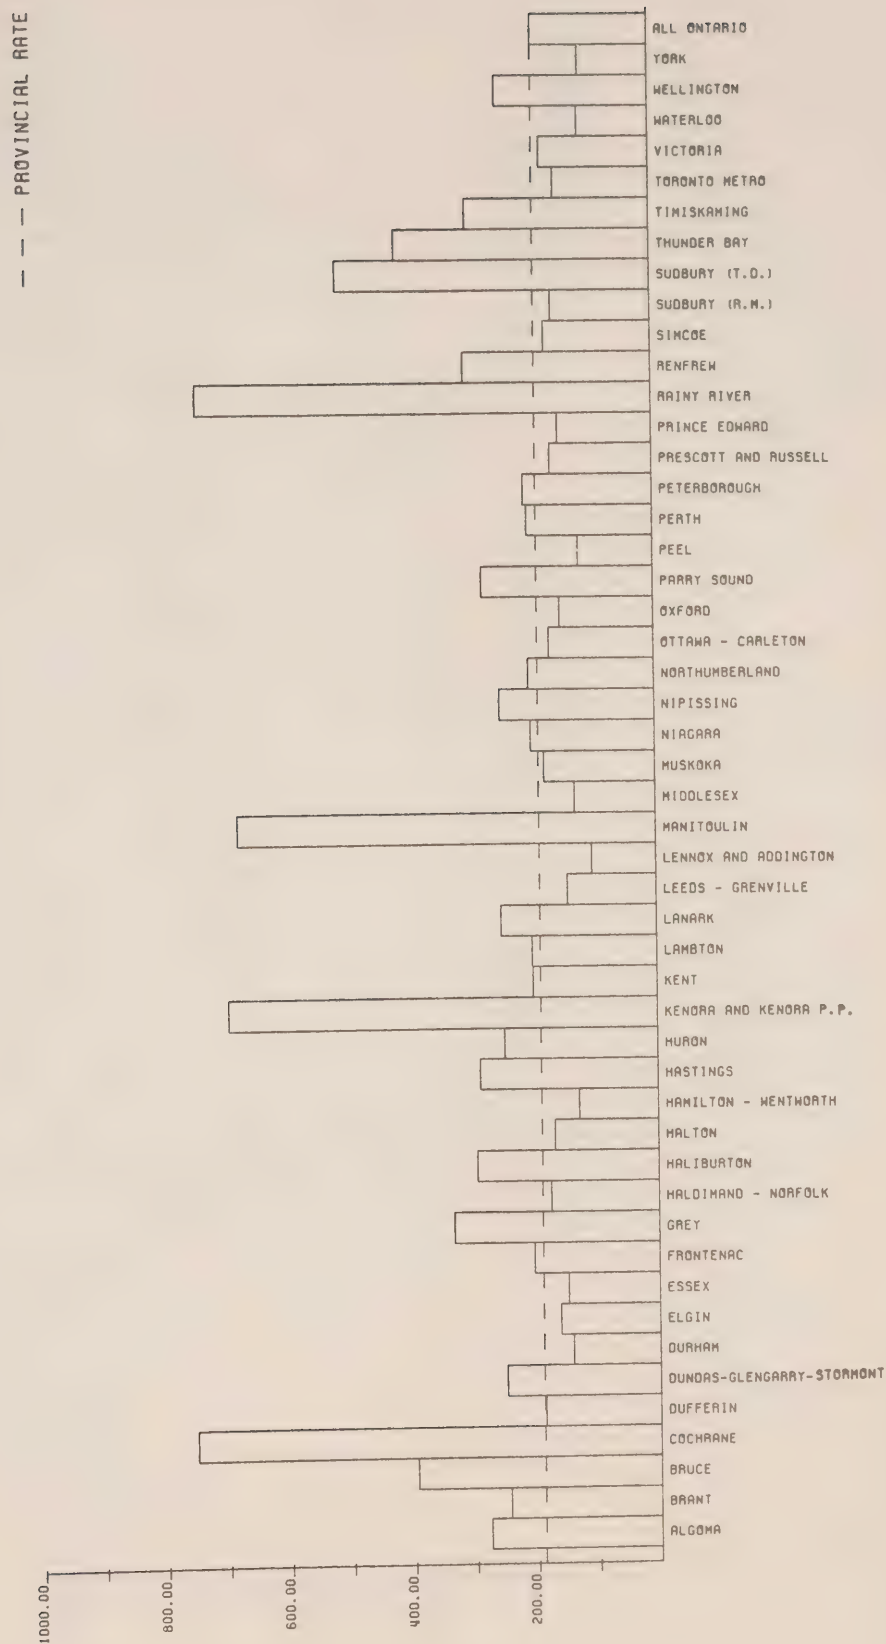 — — — PROVINCIAL RATE
ALL ONTARIO
YORK
WELLINGTON
WATERLOO
VICTORIA
TORONTO METRO
TIMISKAMING
THUNDER BAY
SUDBURY (T.D.)
SUDBURY (R.M.)
SIMCOE
RENFREW
RAINY RIVER
PRINCE EDWARD
PRESCOTT AND RUSSELL
PETERBOROUGH
PERTH
PEEL
PARRY SOUND
OXFORD
OTTAWA - CARLETON
NORTHUMBERLAND
NIPISSING
NIAGARA
MUSKOKA
MIDDLESEX
MANITOULIN
LENNOX AND ADDINGTON
LEEDS - GRENVILLE
LANARK
LAMBTON
KENT
KENORA AND KENORA P.P.
HURON
HASTINGS
HAMILTON - WENTWORTH
HALTON
HALIBURTON
HALDIMAND - NORFOLK
GREY
FRONTENAC
ESSEX
ELGIN
DURHAM
DUNDAS-GLENGARRY-STORMONT
DUFFERIN
COCHRANE
BRUCE
BRANT
ALGOMA
1000.00
800.00
600.00
400.00
200.00